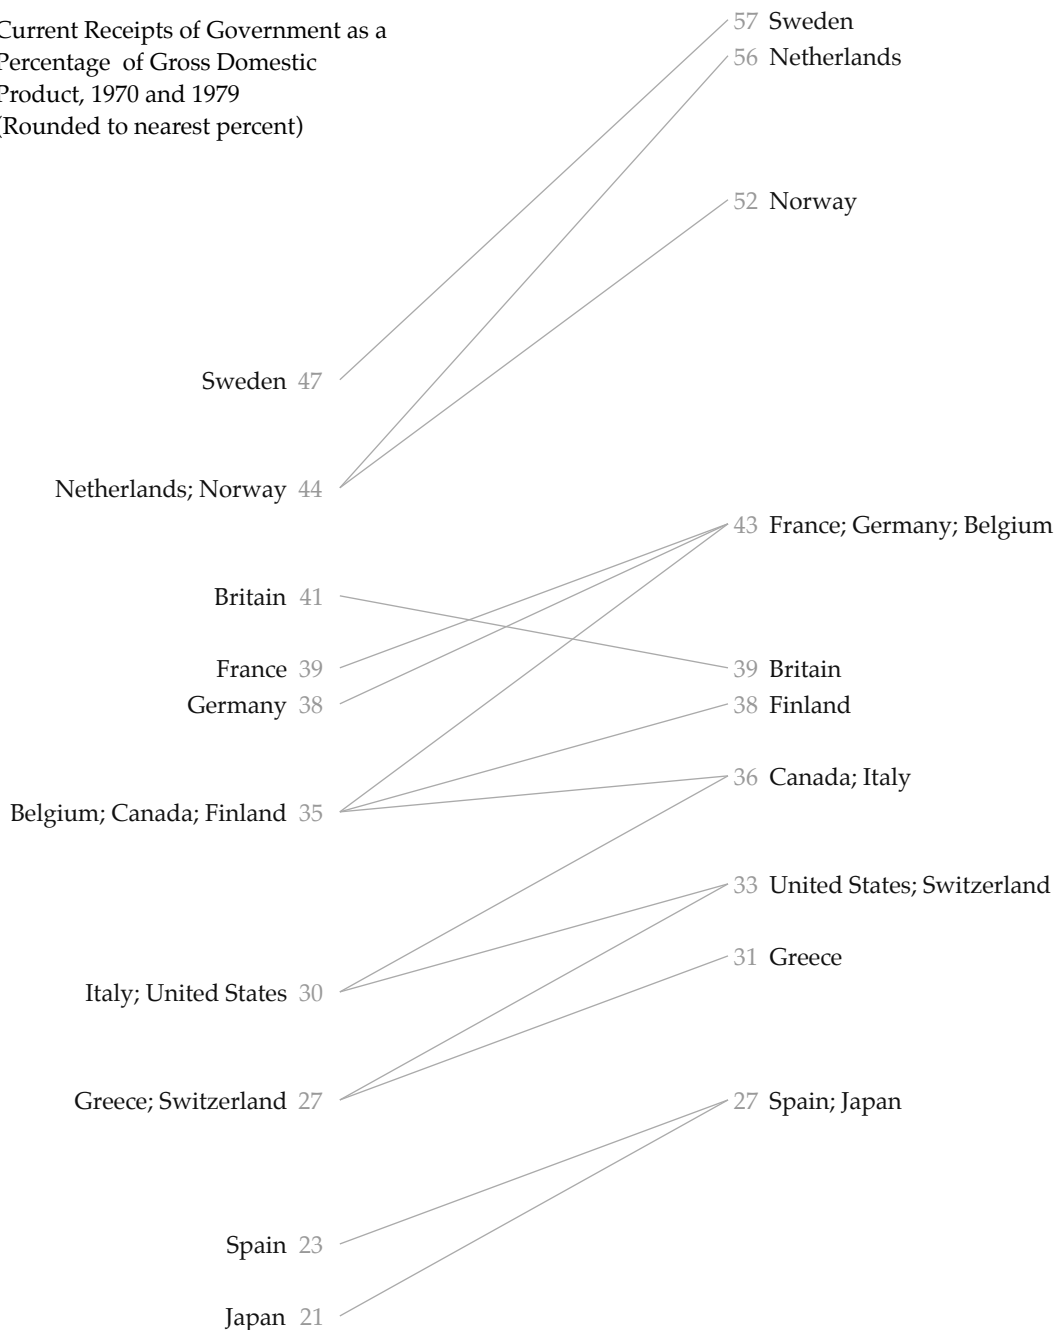 Current Receipts of Government as a
Percentage of Gross Domestic
Product, 1970 and 1979
(Rounded to nearest percent)
57 Sweden
56 Netherlands
52 Norway
Sweden 47
Netherlands; Norway 44
43 France; Germany; Belgium
Britain 41
France 39
39 Britain
Germany 38
38 Finland
36 Canada; Italy
Belgium; Canada; Finland 35
33 United States; Switzerland
31 Greece
Italy; United States 30
Greece; Switzerland 27
27 Spain; Japan
Spain 23
Japan 21